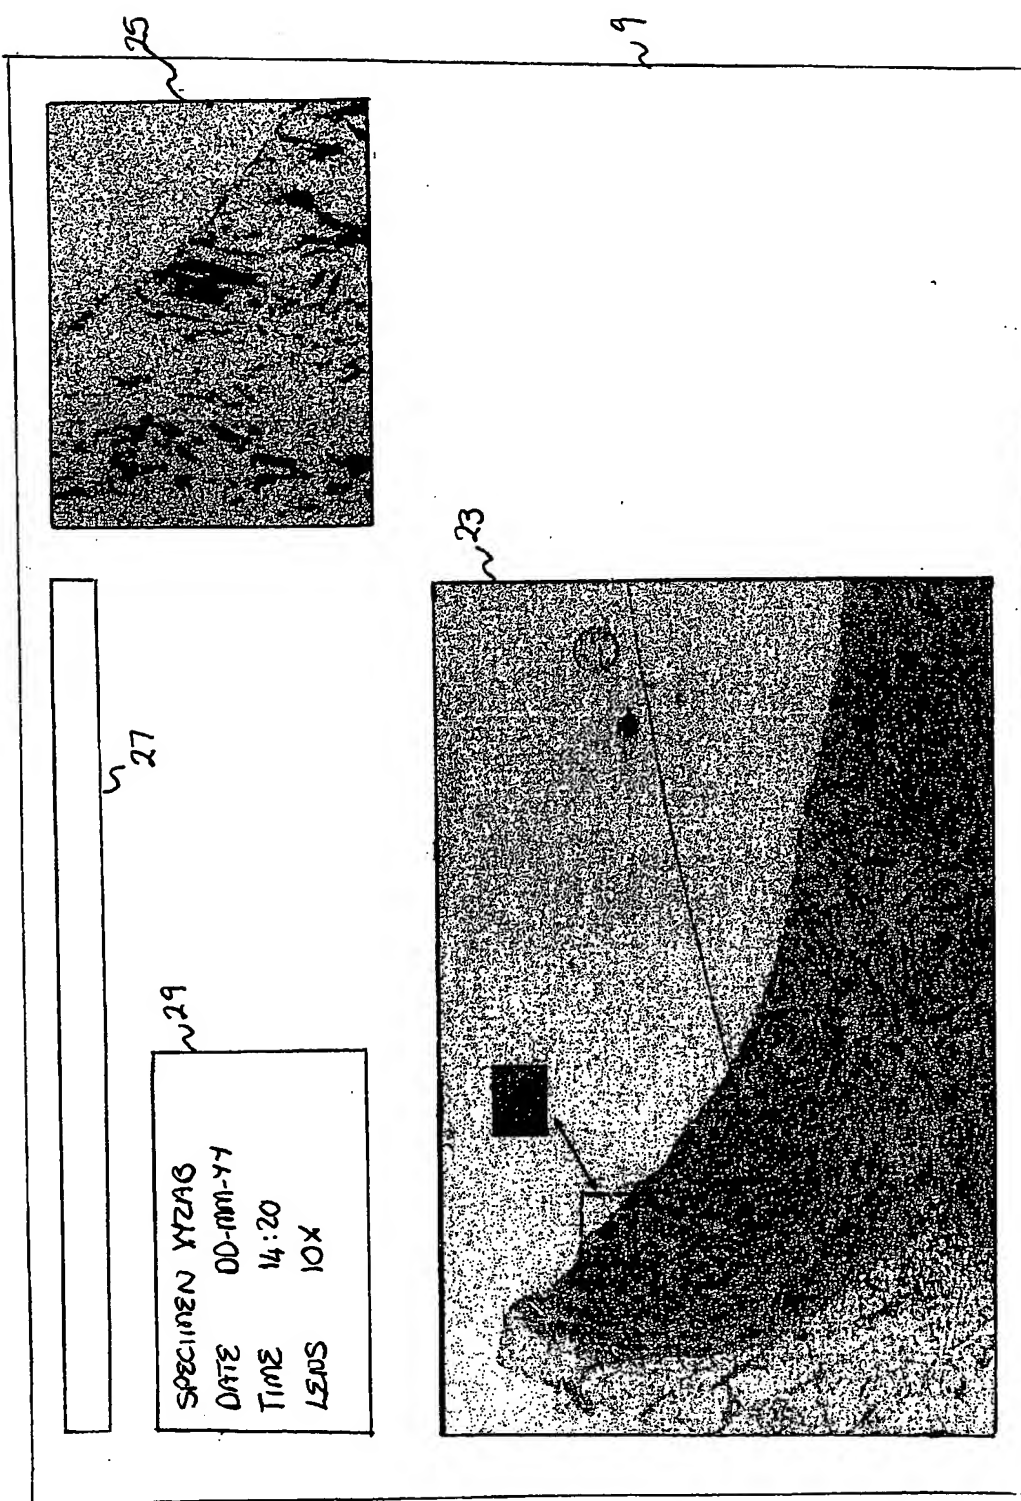 SPECIMEN XYZAB
DATE DD-MM-YY
TIME 14:20
LENS 10X
29
27
25
23
9